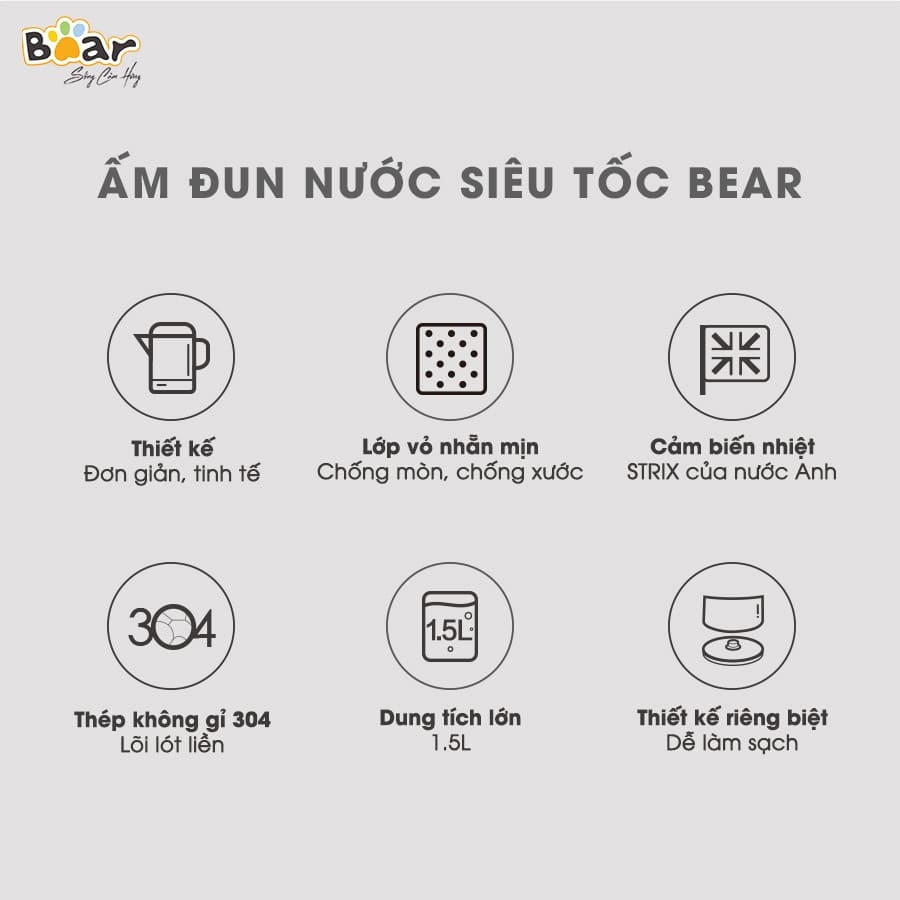 Bear
Sống Cảm Hứng
ẤM ĐUN NƯỚC SIÊU TỐC BEAR
Thiết kế
Đơn giản, tinh tế
Lớp vỏ nhẵn mịn
Chống mòn, chống xước
Cảm biến nhiệt
STRIX của nước Anh
304
1.5L
Thép không gỉ 304
Lõi lót liền
Dung tích lớn
1.5L
Thiết kế riêng biệt
Dễ làm sạch